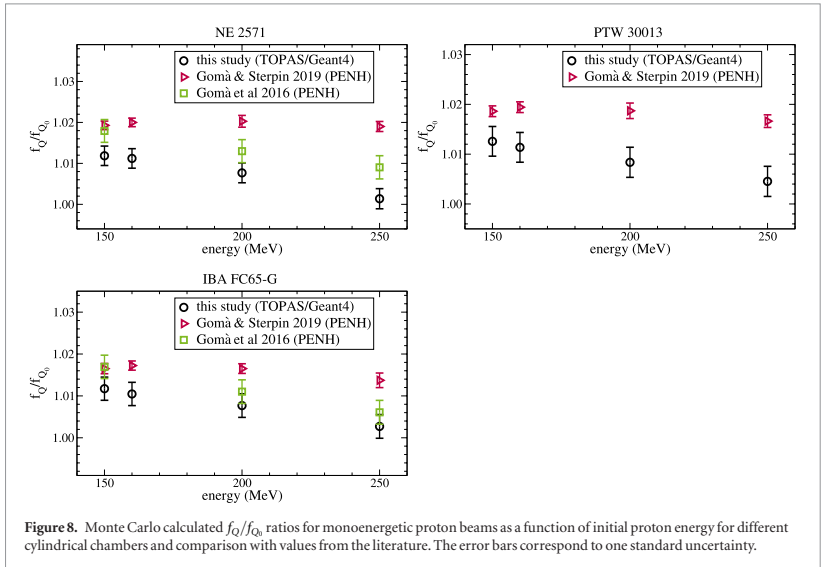 NE 2571
this study (TOPAS/Geant4)
Gomà & Sterpin 2019 (PENH)
Gomà et al 2016 (PENH)
1.03
1.02
1.01
1.00
f_Q/f_Q₀
150
200
250
energy (MeV)
PTW 30013
this study (TOPAS/Geant4)
Gomà & Sterpin 2019 (PENH)
1.03
1.02
1.01
1.00
f_Q/f_Q₀
150
200
250
energy (MeV)
IBA FC65-G
this study (TOPAS/Geant4)
Gomà & Sterpin 2019 (PENH)
Gomà et al 2016 (PENH)
1.03
1.02
1.01
1.00
f_Q/f_Q₀
150
200
250
energy (MeV)
Figure 8. Monte Carlo calculated f_Q/f_Q₀ ratios for monoenergetic proton beams as a function of initial proton energy for different
cylindrical chambers and comparison with values from the literature. The error bars correspond to one standard uncertainty.